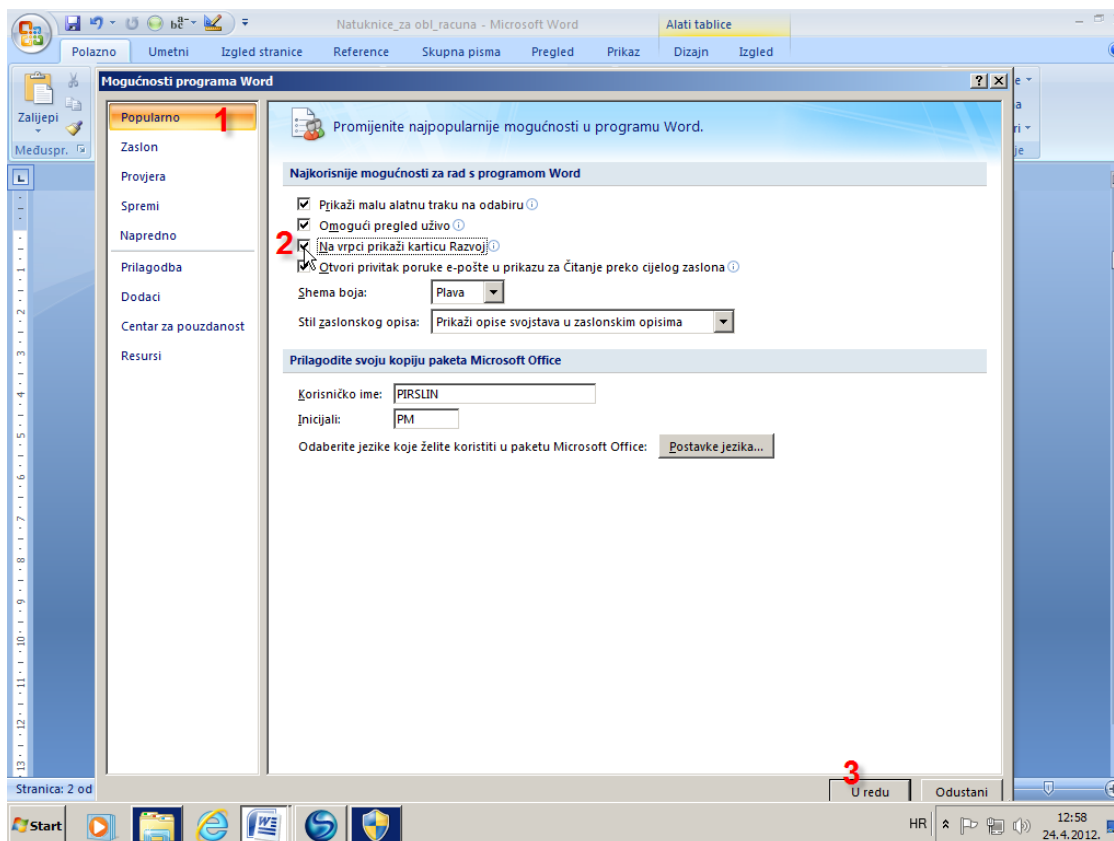 Natuknice_za obl_racuna - Microsoft Word
Alati tablice
Polazno Umetni Izgled stranice Reference Skupna pisma Pregled Prikaz Dizajn Izgled
Zalijepi
Međuspr.
Mogućnosti programa Word
Popularno 1
Zaslon
Provjera
Spremi
Napredno
Prilagodba
Dodaci
Centar za pouzdanost
Resursi
Promijenite najpopularnije mogućnosti u programu Word.
Najkorisnije mogućnosti za rad s programom Word
Prikaži malu alatnu traku na odabiru
Omogući pregled uživo
2 Na vrpci prikaži karticu Razvoj
Otvori privitak poruke e-pošte u prikazu za Čitanje preko cijelog zaslona
Shema boja: Plava
Stil zaslonskog opisa: Prikaži opise svojstava u zaslonskim opisima
Prilagodite svoju kopiju paketa Microsoft Office
Korisničko ime: PIRSLIN
Inicijali: PM
Odaberite jezike koje želite koristiti u paketu Microsoft Office: Postavke jezika...
3
U redu Odustani
Stranica: 2 od
Start
HR
12:58
24.4.2012.